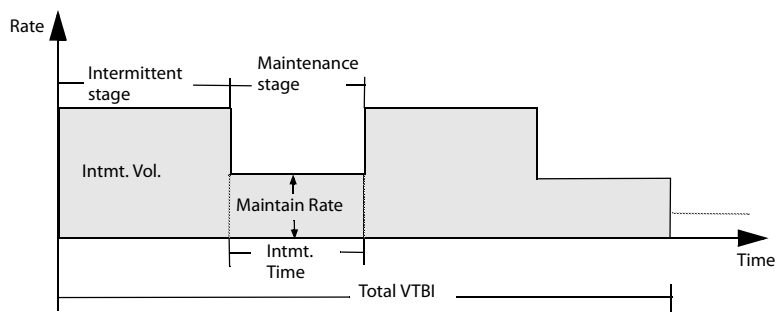 Rate
Intermittent
stage
Maintenance
stage
Intmt. Vol.
Maintain Rate
Intmt.
Time
Time
Total VTBI